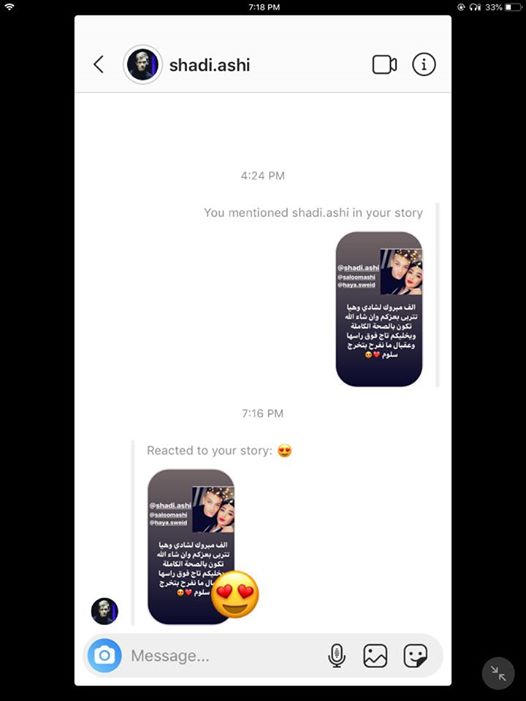 7:18 PM
33%
shadi.ashi
4:24 PM
You mentioned shadi.ashi in your story
@shadi.ashi
@saloomashi
@haya.sweid
الف مبروك لشادي وهيا
تتربى بعزكم وان شاء الله
تكون بالصحة الكاملة
ويخليكم تاج فوق راسها
وعقبال ما نفرح بتخرج
سلوم ❤️🥺
7:16 PM
Reacted to your story: 😍
@shadi.ashi
@saloomashi
@haya.sweid
الف مبروك لشادي وهيا
تتربى بعزكم وان شاء الله
تكون بالصحة الكاملة
يخليكم تاج فوق راسها
ما نفرح بتخرج
سلوم ❤️🥺
Message...